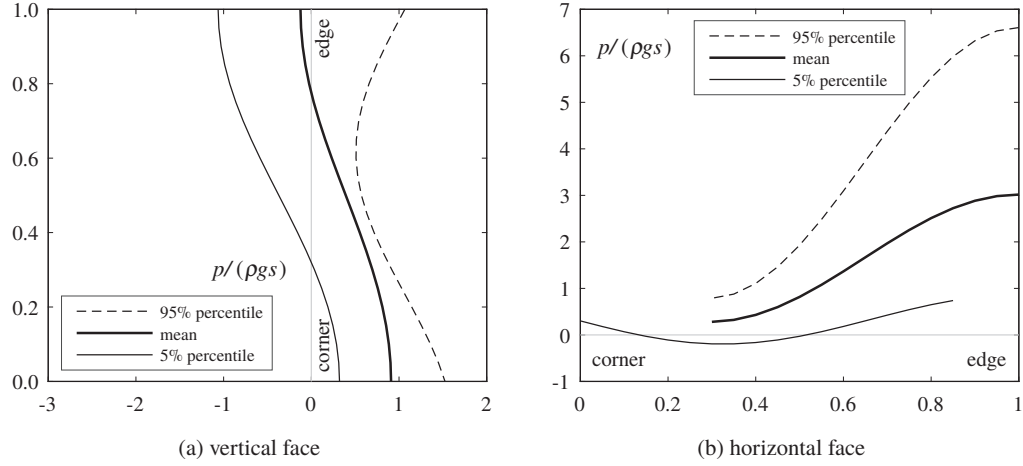 1.0
0.8
0.6
0.4
0.2
0.0
edge
p/(ρgs)
95% percentile
mean
5% percentile
corner
-3 -2 -1 0 1 2
(a) vertical face
7
6
5
4
3
2
1
0
-1
p/(ρgs)
95% percentile
mean
5% percentile
corner edge
0 0.2 0.4 0.6 0.8 1
(b) horizontal face